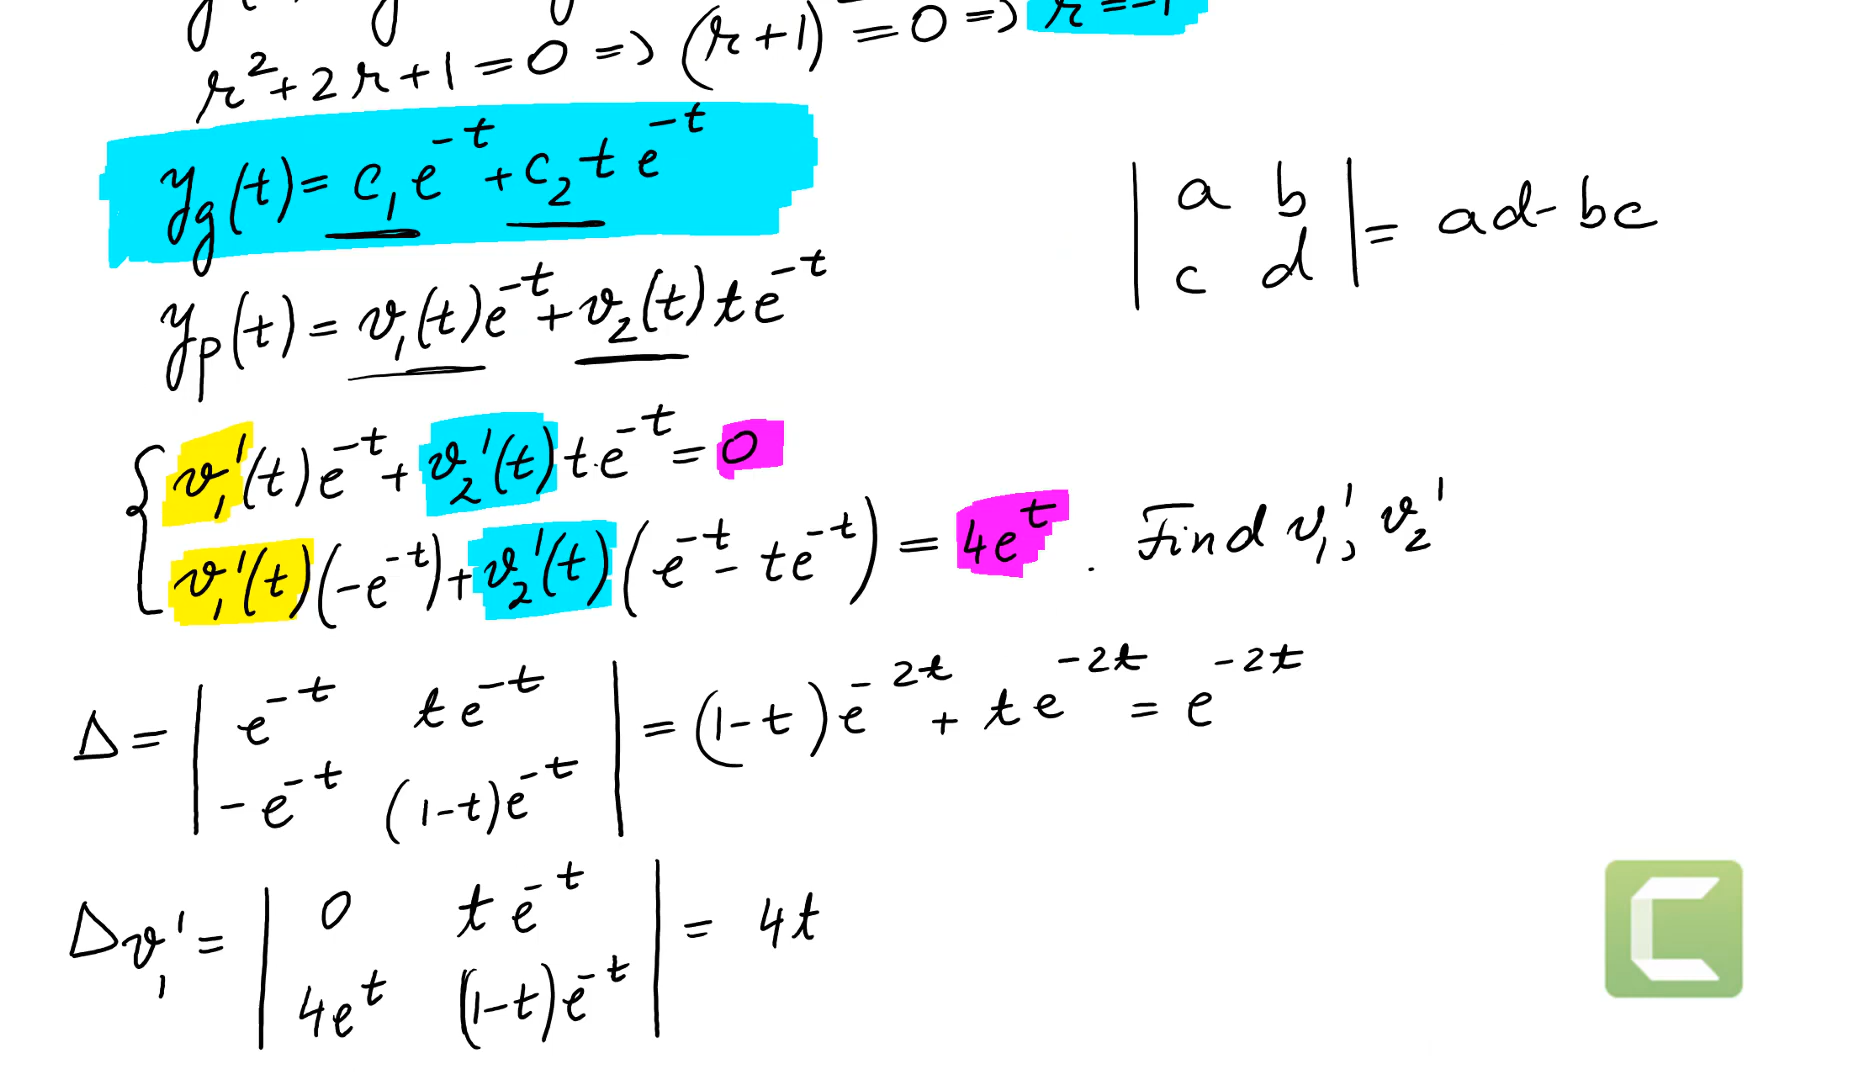 r²+2r+1=0 => (r+1) =0 => r=-1
y_g(t)= c₁e^{-t}+c₂ t e^{-t}
| a b |
| c d | = ad-bc
y_p(t)= v₁(t)e^{-t}+v₂(t) te^{-t}
{ v₁'(t) e^{-t}+ v₂'(t) t·e^{-t}= 0
v₁'(t)(-e^{-t})+v₂'(t)(e^{-t}- te^{-t}) = 4e^t . Find v₁', v₂'
Δ= | e^{-t} te^{-t} | = (1-t)e^{-2t} + te^{-2t} = e^{-2t}
| -e^{-t} (1-t)e^{-t} |
Δv₁'= | 0 te^{-t} | = 4t
| 4e^t (1-t)e^{-t} |